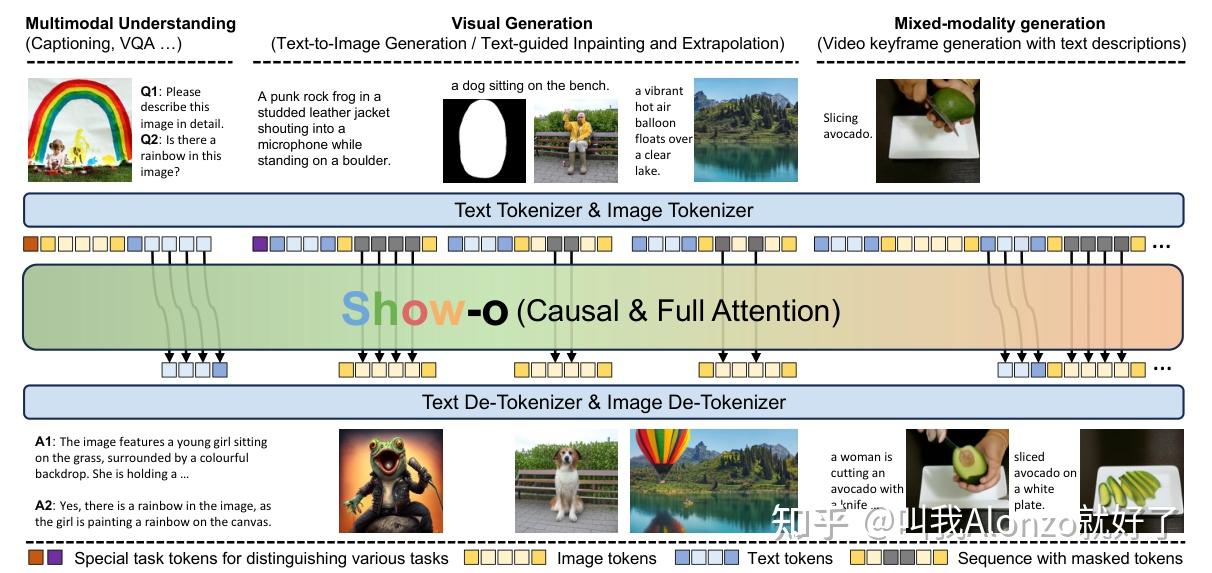 Multimodal Understanding
(Captioning, VQA …)
Visual Generation
(Text-to-Image Generation / Text-guided Inpainting and Extrapolation)
Mixed-modality generation
(Video keyframe generation with text descriptions)
Q1: Please
describe this
image in detail.
Q2: Is there a
rainbow in this
image?
A punk rock frog in a
studded leather jacket
shouting into a
microphone while
standing on a boulder.
a dog sitting on the bench.
a vibrant
hot air
balloon
floats over
a clear
lake.
Slicing
avocado.
Text Tokenizer & Image Tokenizer
...
Show-o (Causal & Full Attention)
...
Text De-Tokenizer & Image De-Tokenizer
A1: The image features a young girl sitting
on the grass, surrounded by a colourful
backdrop. She is holding a …
A2: Yes, there is a rainbow in the image, as
the girl is painting a rainbow on the canvas.
a woman is
cutting an
avocado with
a knife ...
sliced
avocado on
a white
plate.
知乎 @叫我Alonzo就好了
Special task tokens for distinguishing various tasks
Image tokens
Text tokens
Sequence with masked tokens